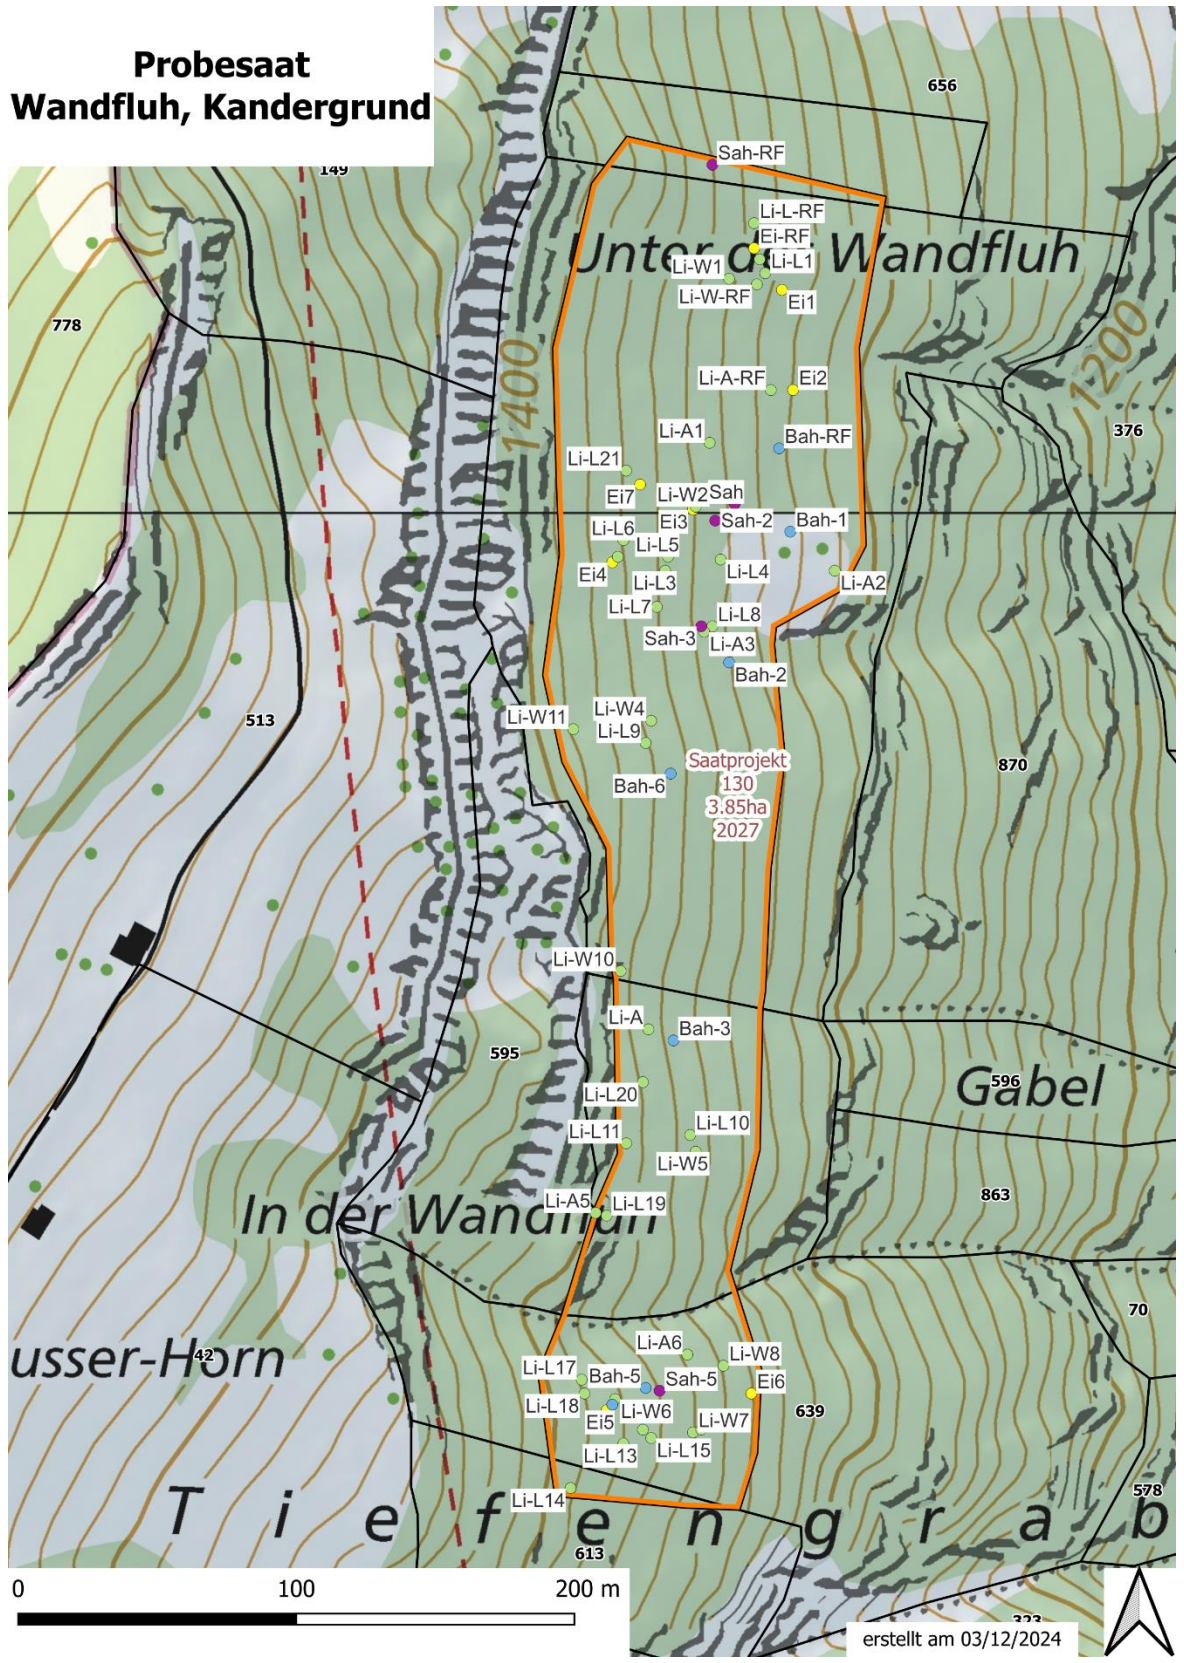 Probesaat
Wandfluh, Kandergrund
656
149
Sah-RF
Li-L-RF
Ei-RF
Unter der Wandfluh
Li-W1
Li-L1
Li-W-RF
Ei1
778
1400
1200
Li-A-RF
Ei2
376
Li-A1
Bah-RF
Li-L21
Ei7
Li-W2
Sah
Ei3
Sah-2
Bah-1
Li-L6
Li-L5
Ei4
Li-L3
Li-L4
Li-A2
Li-L7
Li-L8
Sah-3
Li-A3
Bah-2
513
Li-W11
Li-W4
Li-L9
Bah-6
Saatprojekt
130
3.85ha
2027
870
Li-W10
Li-A
Bah-3
595
Li-L20
596
Gabel
Li-L11
Li-L10
Li-W5
863
Li-A5
Li-L19
In der Wandfluh
70
usser-Horn
42
Li-A6
Li-W8
Li-L17
Bah-5
Sah-5
Ei6
Li-L18
Ei5
Li-W6
Li-W7
639
Li-L13
Li-L15
Li-L14
578
Tiefengrab
613
0 100 200 m
323
erstellt am 03/12/2024